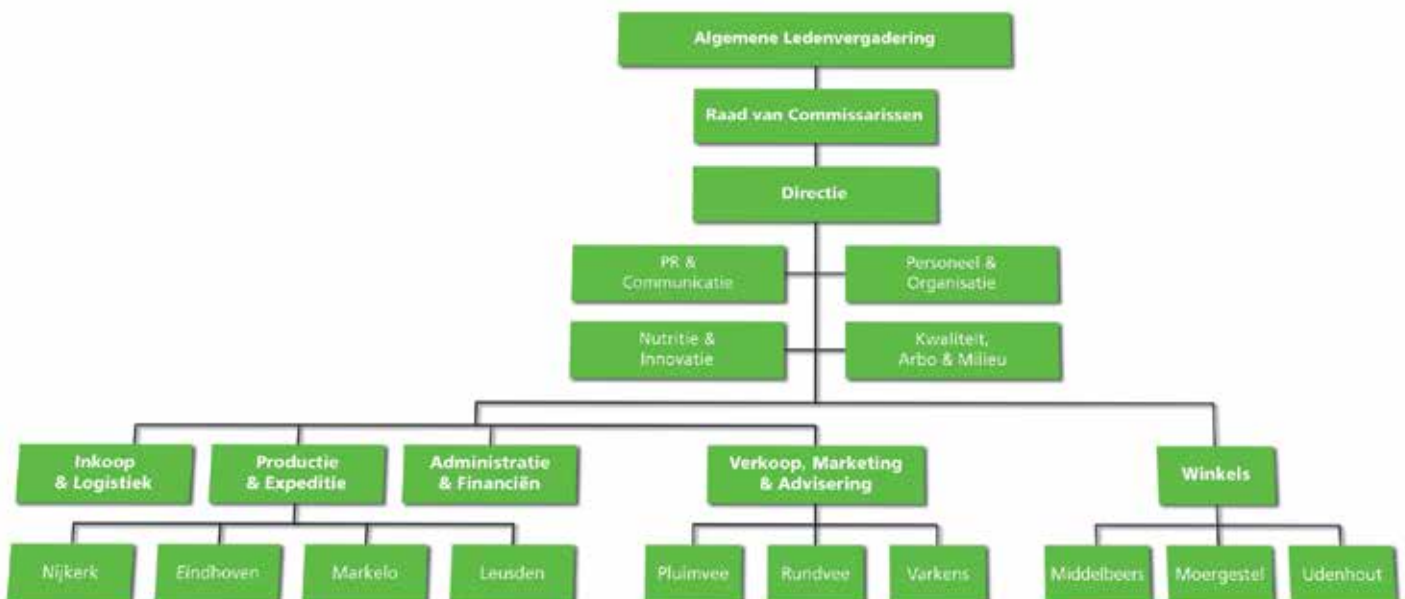 Algemene Ledenvergadering
Raad van Commissarissen
Directie
PR &
Communicatie
Personeel &
Organisatie
Nutritie &
Innovatie
Kwaliteit,
Arbo & Milieu
Inkoop
& Logistiek
Productie
& Expeditie
Administratie
& Financiën
Verkoop, Marketing
& Advisering
Winkels
Nijkerk
Eindhoven
Markelo
Leusden
Pluimvee
Rundvee
Varkens
Middelbeers
Moergestel
Udenhout